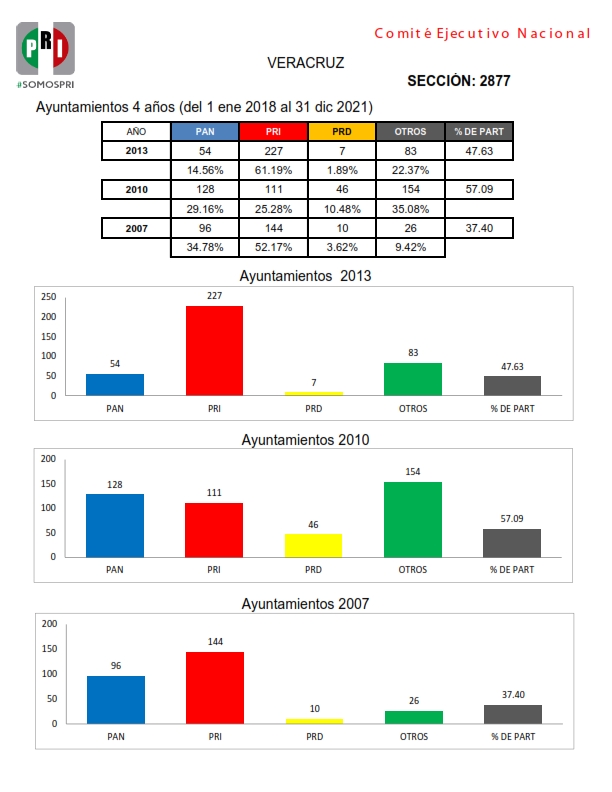 Comité Ejecutivo Nacional
PRI
#SOMOSPRI
VERACRUZ
SECCIÓN: 2877
Ayuntamientos 4 años (del 1 ene 2018 al 31 dic 2021)
AÑO PAN PRI PRD OTROS % DE PART
2013 54 227 7 83 47.63
14.56% 61.19% 1.89% 22.37%
2010 128 111 46 154 57.09
29.16% 25.28% 10.48% 35.08%
2007 96 144 10 26 37.40
34.78% 52.17% 3.62% 9.42%
Ayuntamientos 2013
250
200
150
100
50
0
54 227 7 83 47.63
PAN PRI PRD OTROS % DE PART
Ayuntamientos 2010
200
150
100
50
0
128 111 46 154 57.09
PAN PRI PRD OTROS % DE PART
Ayuntamientos 2007
200
150
100
50
0
96 144 10 26 37.40
PAN PRI PRD OTROS % DE PART